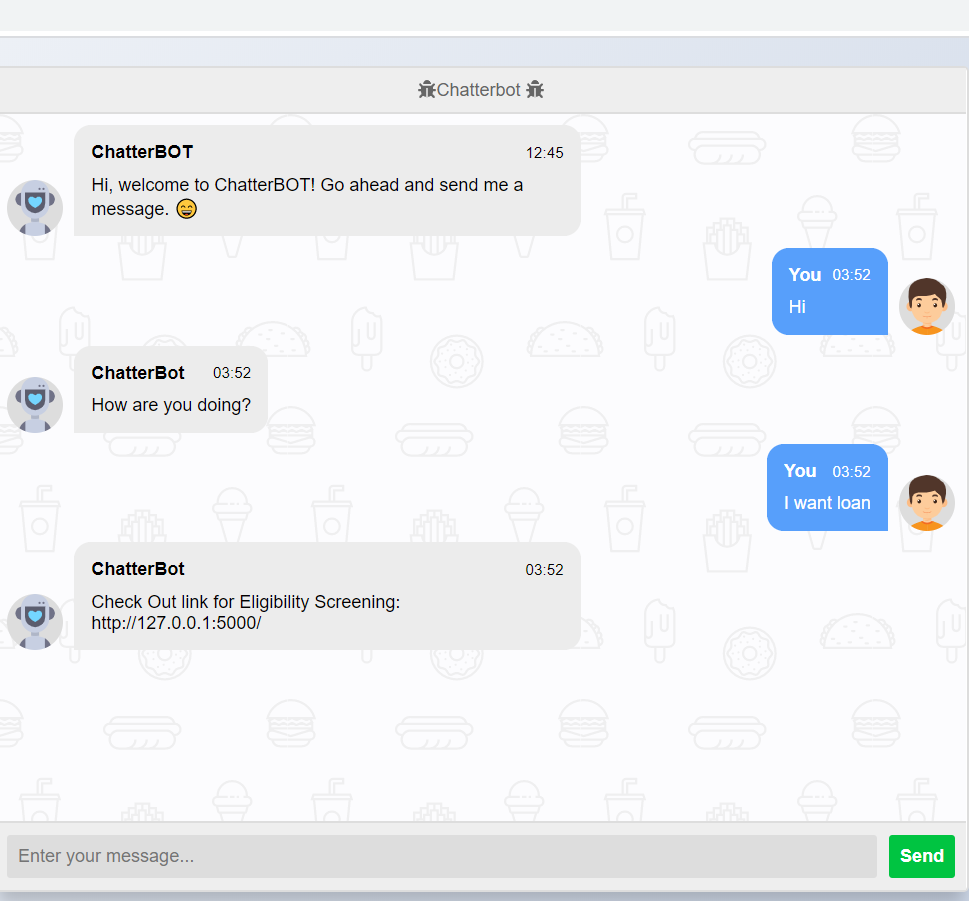 Chatterbot
ChatterBOT 12:45
Hi, welcome to ChatterBOT! Go ahead and send me a
message. 😄
You 03:52
Hi
ChatterBot 03:52
How are you doing?
You 03:52
I want loan
ChatterBot 03:52
Check Out link for Eligibility Screening:
http://127.0.0.1:5000/
Enter your message...
Send